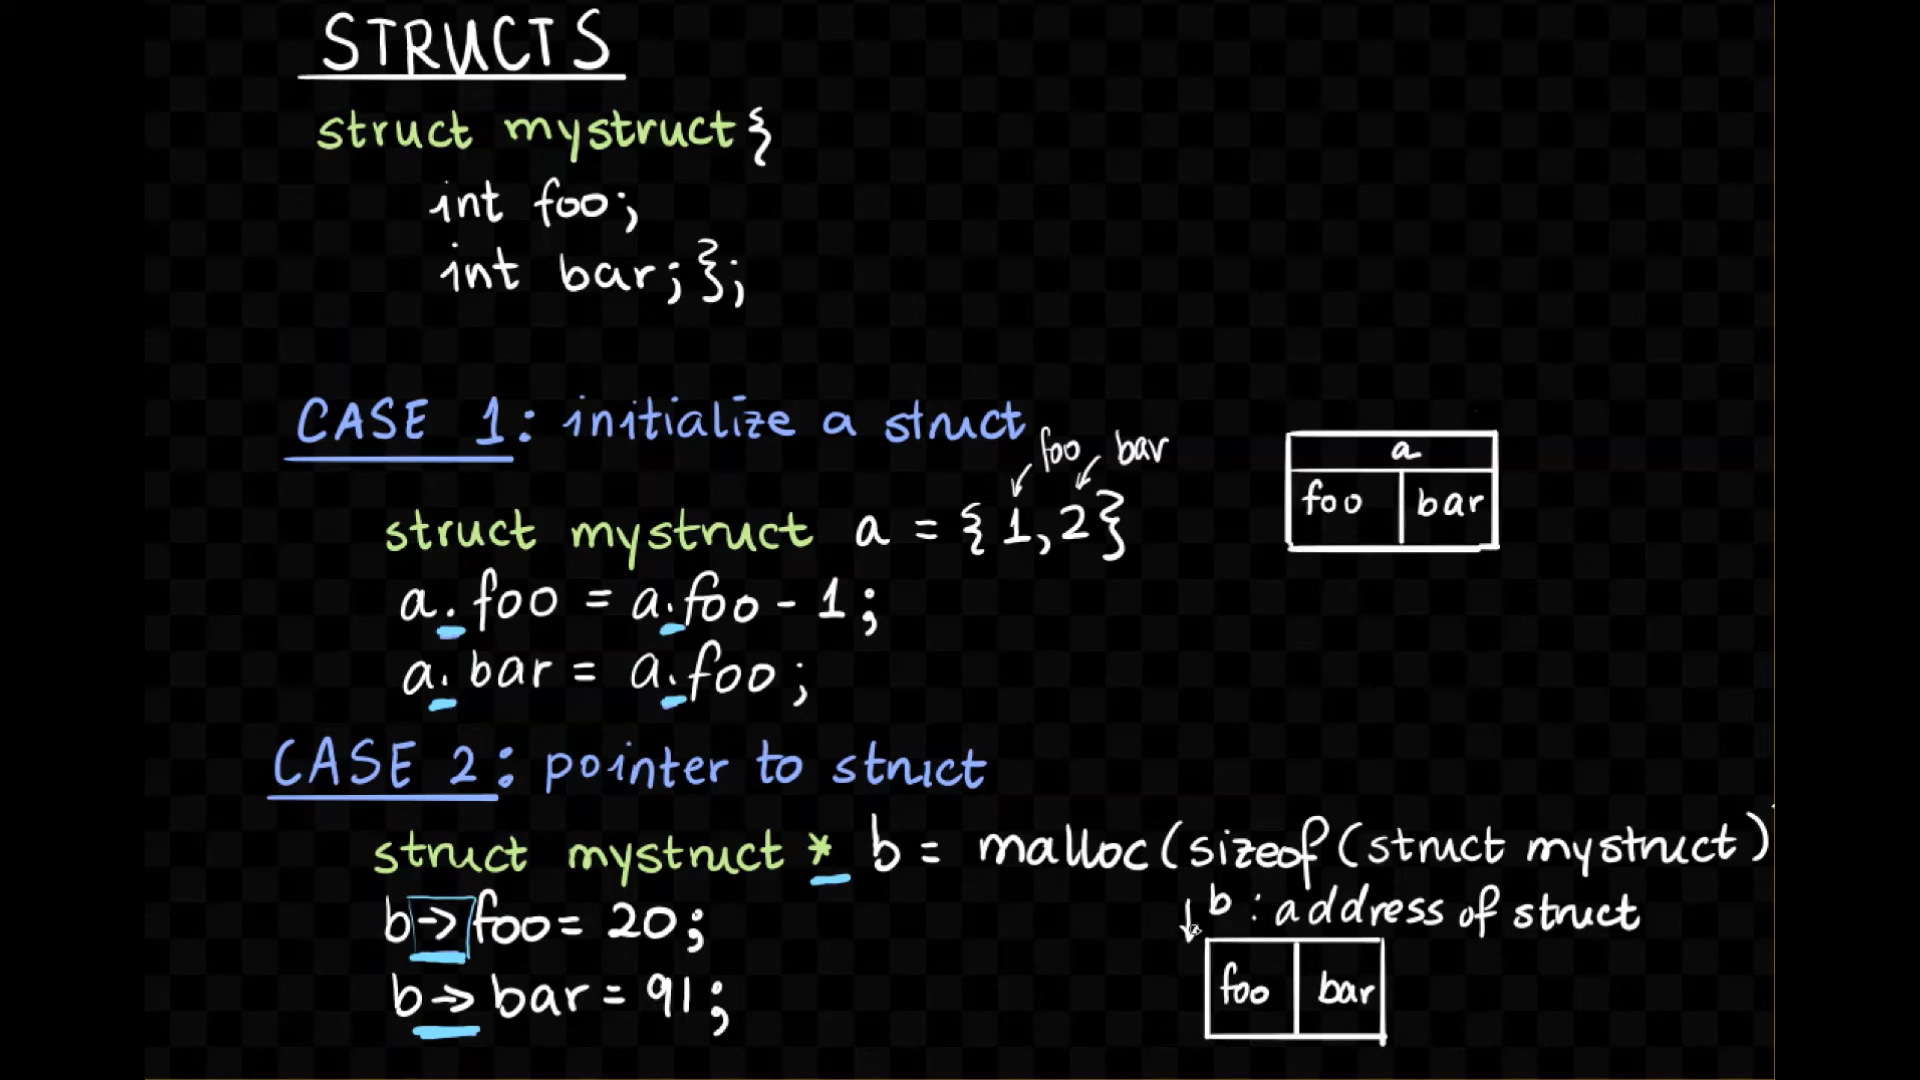 STRUCTS
struct mystruct {
int foo;
int bar; };
CASE 1: initialize a struct
foo bar
struct mystruct a = {1,2}
a.foo = a.foo - 1;
a.bar = a.foo;
a
foo bar
CASE 2: pointer to struct
struct mystruct * b = malloc(sizeof(struct mystruct)
b->foo = 20;
b->bar = 91;
b : address of struct
foo bar